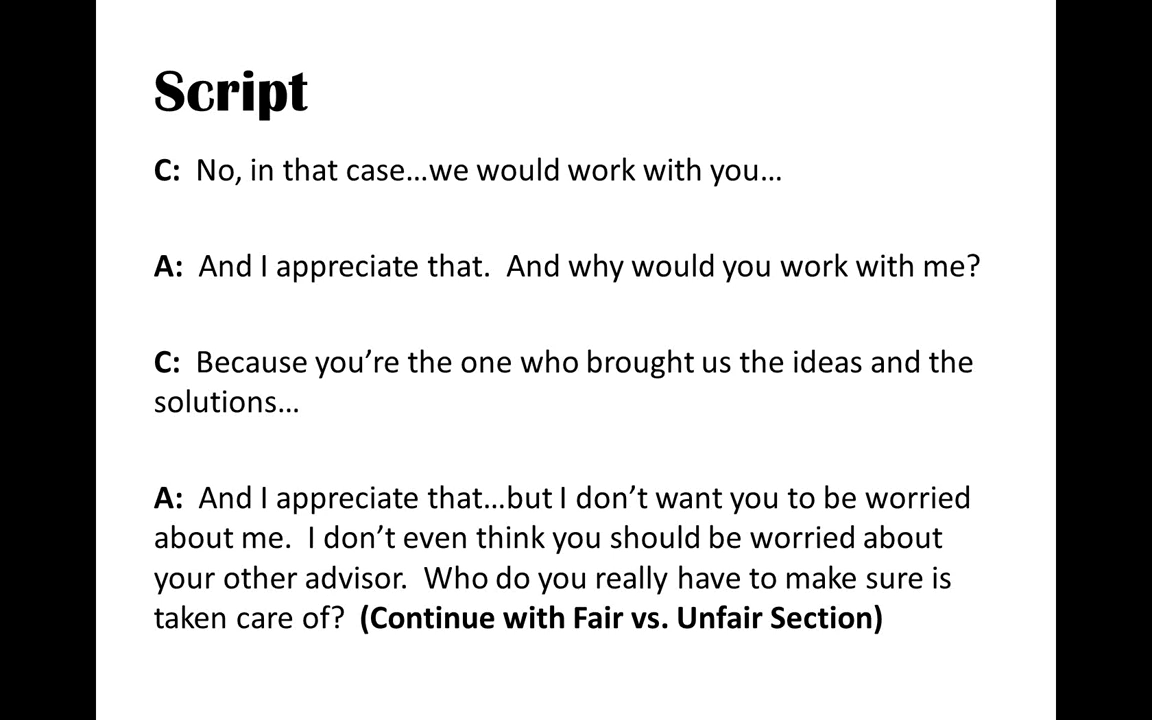 Script
C:  No, in that case…we would work with you…
A:  And I appreciate that.  And why would you work with me?
C:  Because you’re the one who brought us the ideas and the
solutions…
A:  And I appreciate that…but I don’t want you to be worried
about me.  I don’t even think you should be worried about
your other advisor.  Who do you really have to make sure is
taken care of?  (Continue with Fair vs. Unfair Section)